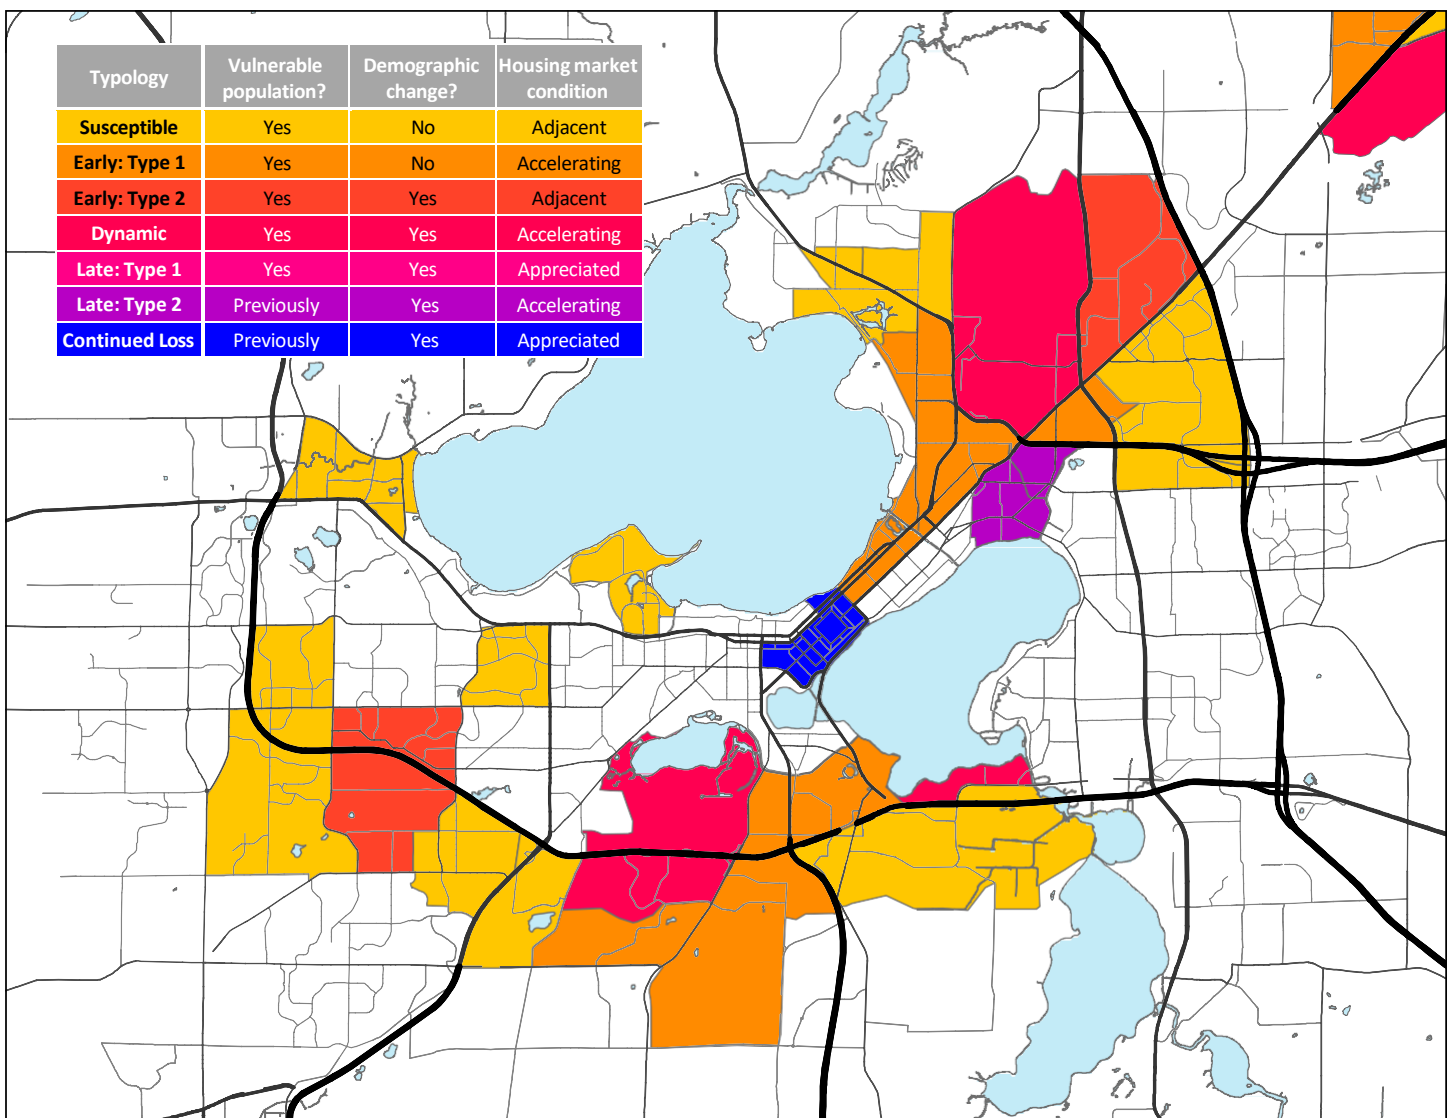 Typology Vulnerable population? Demographic change? Housing market condition
Susceptible Yes No Adjacent
Early: Type 1 Yes No Accelerating
Early: Type 2 Yes Yes Adjacent
Dynamic Yes Yes Accelerating
Late: Type 1 Yes Yes Appreciated
Late: Type 2 Previously Yes Accelerating
Continued Loss Previously Yes Appreciated